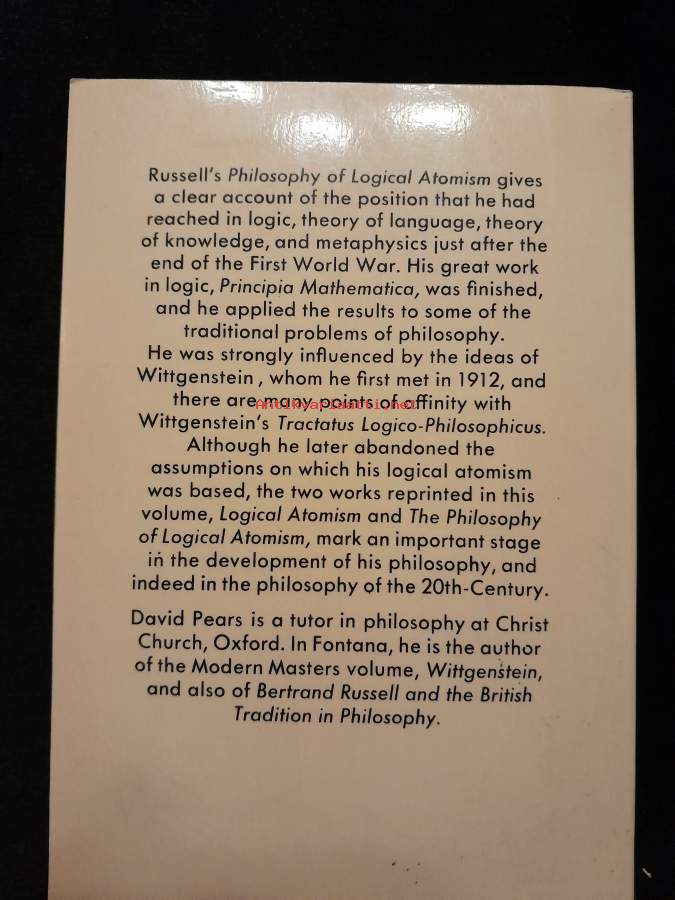 Russell's Philosophy of Logical Atomism gives
a clear account of the position that he had
reached in logic, theory of language, theory
of knowledge, and metaphysics just after the
end of the First World War. His great work
in logic, Principia Mathematica, was finished,
and he applied the results to some of the
traditional problems of philosophy.
He was strongly influenced by the ideas of
Wittgenstein, whom he first met in 1912, and
there are many points of affinity with
Antikvariaatti.net
Wittgenstein's Tractatus Logico-Philosophicus.
Although he later abandoned the
assumptions on which his logical atomism
was based, the two works reprinted in this
volume, Logical Atomism and The Philosophy
of Logical Atomism, mark an important stage
in the development of his philosophy, and
indeed in the philosophy of the 20th-Century.
David Pears is a tutor in philosophy at Christ
Church, Oxford. In Fontana, he is the author
of the Modern Masters volume, Wittgenstein,
and also of Bertrand Russell and the British
Tradition in Philosophy.